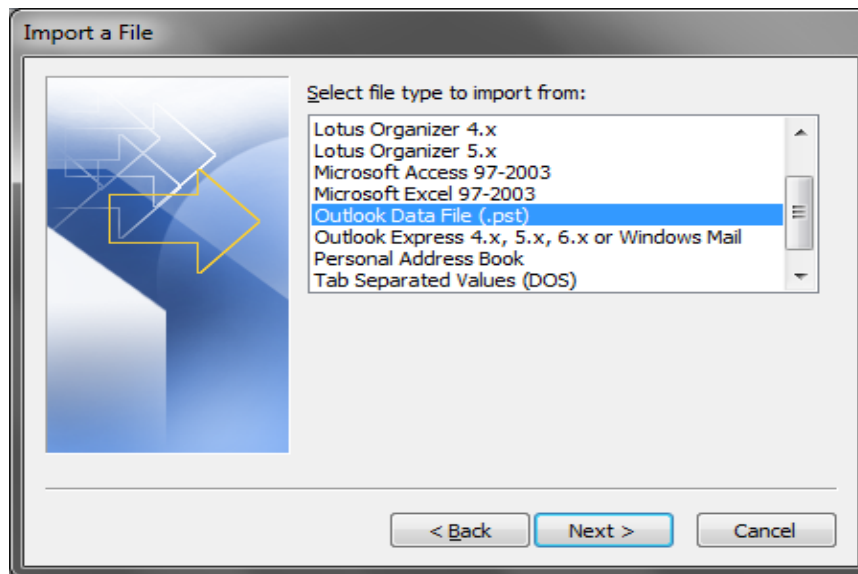 Import a File
Select file type to import from:
Lotus Organizer 4.x
Lotus Organizer 5.x
Microsoft Access 97-2003
Microsoft Excel 97-2003
Outlook Data File (.pst)
Outlook Express 4.x, 5.x, 6.x or Windows Mail
Personal Address Book
Tab Separated Values (DOS)
< Back Next > Cancel